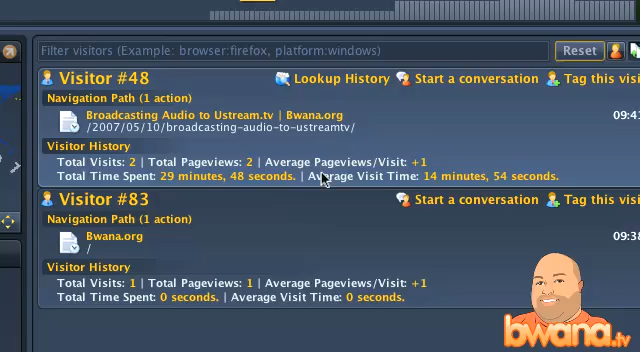 Filter visitors (Example: browser:firefox, platform:windows)
Reset
Visitor #48
Lookup History
Start a conversation
Tag this visi
Navigation Path (1 action)
Broadcasting Audio to Ustream.tv | Bwana.org
09:41
/2007/05/10/broadcasting-audio-to-ustreamtv/
Visitor History
Total Visits: 2 | Total Pageviews: 2 | Average Pageviews/Visit: +1
Total Time Spent: 29 minutes, 48 seconds. | Average Visit Time: 14 minutes, 54 seconds.
Visitor #83
Start a conversation
Tag this visi
Navigation Path (1 action)
Bwana.org
09:38
/
Visitor History
Total Visits: 1 | Total Pageviews: 1 | Average Pageviews/Visit: +1
Total Time Spent: 0 seconds. | Average Visit Time: 0 seconds.
bwana.tv